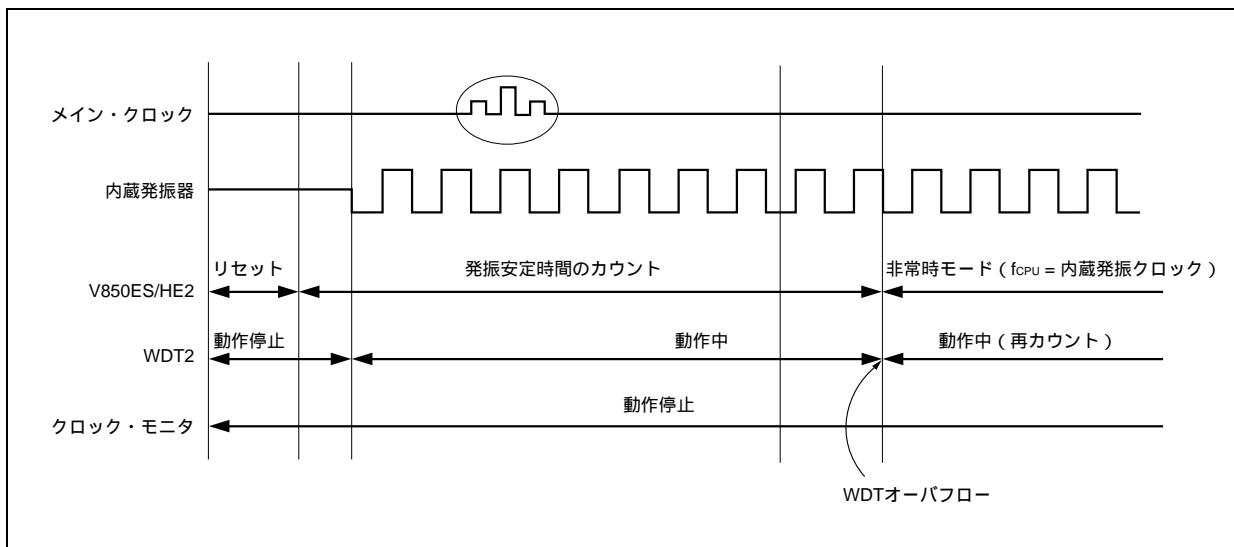 メイン・クロック
内蔵発振器
リセット 発振安定時間のカウント 非常時モード(fCPU = 内蔵発振クロック)
V850ES/HE2
動作停止 動作中 動作中(再カウント)
WDT2
動作停止
クロック・モニタ
WDTオーバフロー